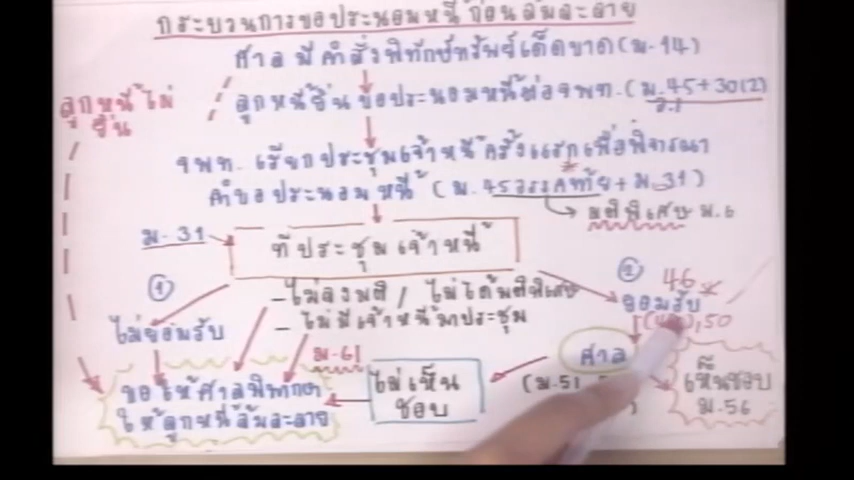 กระบวนการขอประนอมหนี้ก่อนล้มละลาย
ศาลมีคำสั่งพิทักษ์ทรัพย์เด็ดขาด(ม.14)
ลูกหนี้ไม่
ยื่น
ลูกหนี้ยื่นขอประนอมหนี้ต่อจพท.(ม.45+30(2)
จพท.เรียกประชุมเจ้าหนี้ครั้งแรกเพื่อพิจารณา
คำขอประนอมหนี้ (ม.45วรรคท้าย+ม.31)
มติพิเศษ ม.6
ม.31
ที่ประชุมเจ้าหนี้
① ไม่ยอมรับ
-ไม่ลงมติ/ไม่ได้มติพิเศษ
- ไม่มีเจ้าหนี้มาประชุม
② 46
ยอมรับ
,50
ม.61
ขอให้ศาลพิพากษา
ให้ลูกหนี้ล้มละลาย
ไม่เห็น
ชอบ
ศาล
(ม.51
เห็นชอบ
ม.56